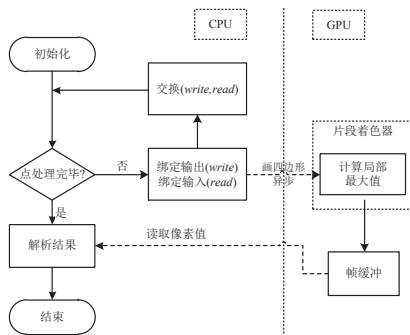 CPU
GPU
初始化
交换(write,read)
片段着色器
点处理完毕?
否
绑定输出(write)
绑定输入(read)
画四边形
异步
计算局部
最大值
是
解析结果
读取像素值
帧缓冲
结束